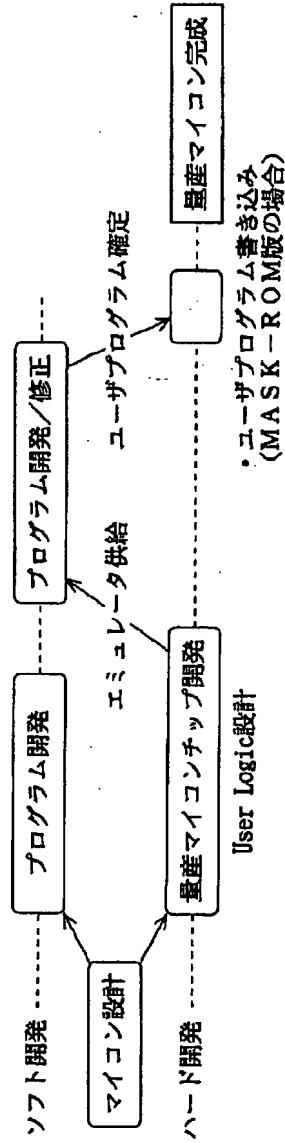 ソフト開発
プログラム開発
プログラム開発/修正
マイコン設計
エミュレータ供給
ユーザプログラム確定
ハード開発
量産マイコンチップ開発
量産マイコン完成
User Logic設計
・ユーザプログラム書き込み
(MASK-ROM版の場合)